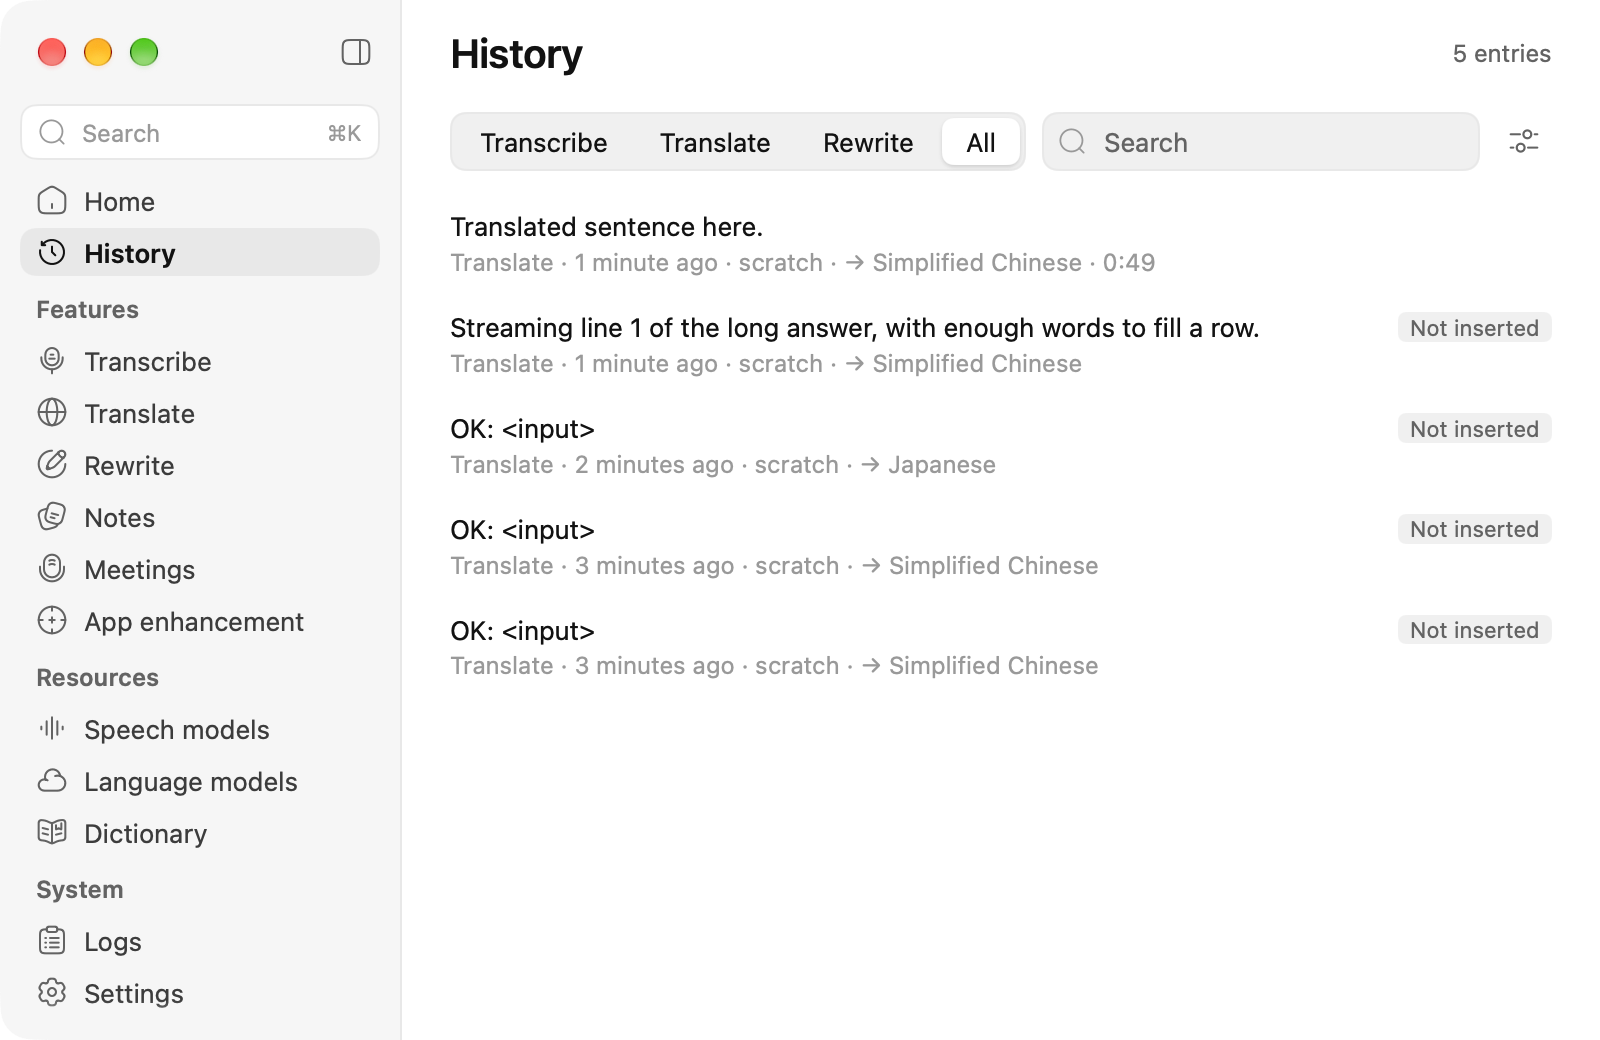 Search ⌘K
Home
History
Features
Transcribe
Translate
Rewrite
Notes
Meetings
App enhancement
Resources
Speech models
Language models
Dictionary
System
Logs
Settings
History
5 entries
Transcribe Translate Rewrite All
Search
Translated sentence here.
Translate · 1 minute ago · scratch · → Simplified Chinese · 0:49
Streaming line 1 of the long answer, with enough words to fill a row.
Not inserted
Translate · 1 minute ago · scratch · → Simplified Chinese
OK: <input>
Not inserted
Translate · 2 minutes ago · scratch · → Japanese
OK: <input>
Not inserted
Translate · 3 minutes ago · scratch · → Simplified Chinese
OK: <input>
Not inserted
Translate · 3 minutes ago · scratch · → Simplified Chinese